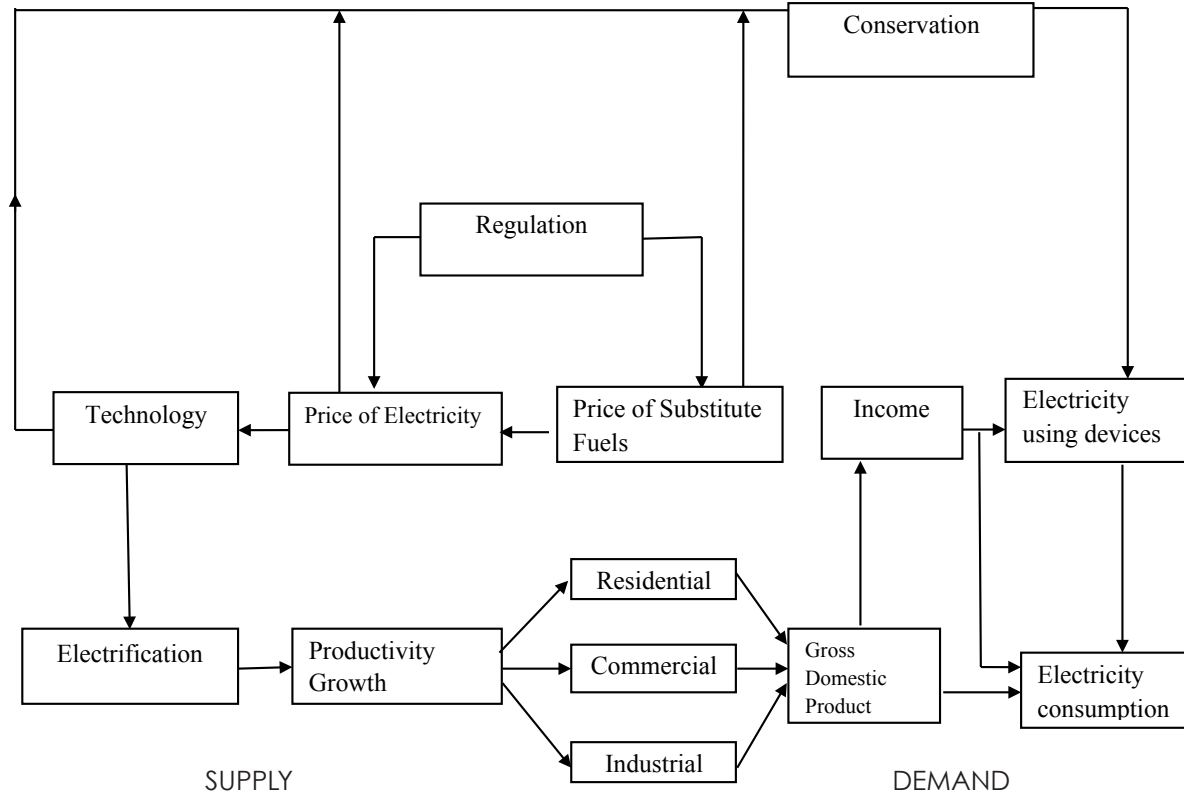 Conservation
Regulation
Technology
Price of Electricity
Price of Substitute
Fuels
Income
Electricity
using devices
Residential
Electrification
Productivity
Growth
Commercial
Gross
Domestic
Product
Electricity
consumption
Industrial
SUPPLY
DEMAND